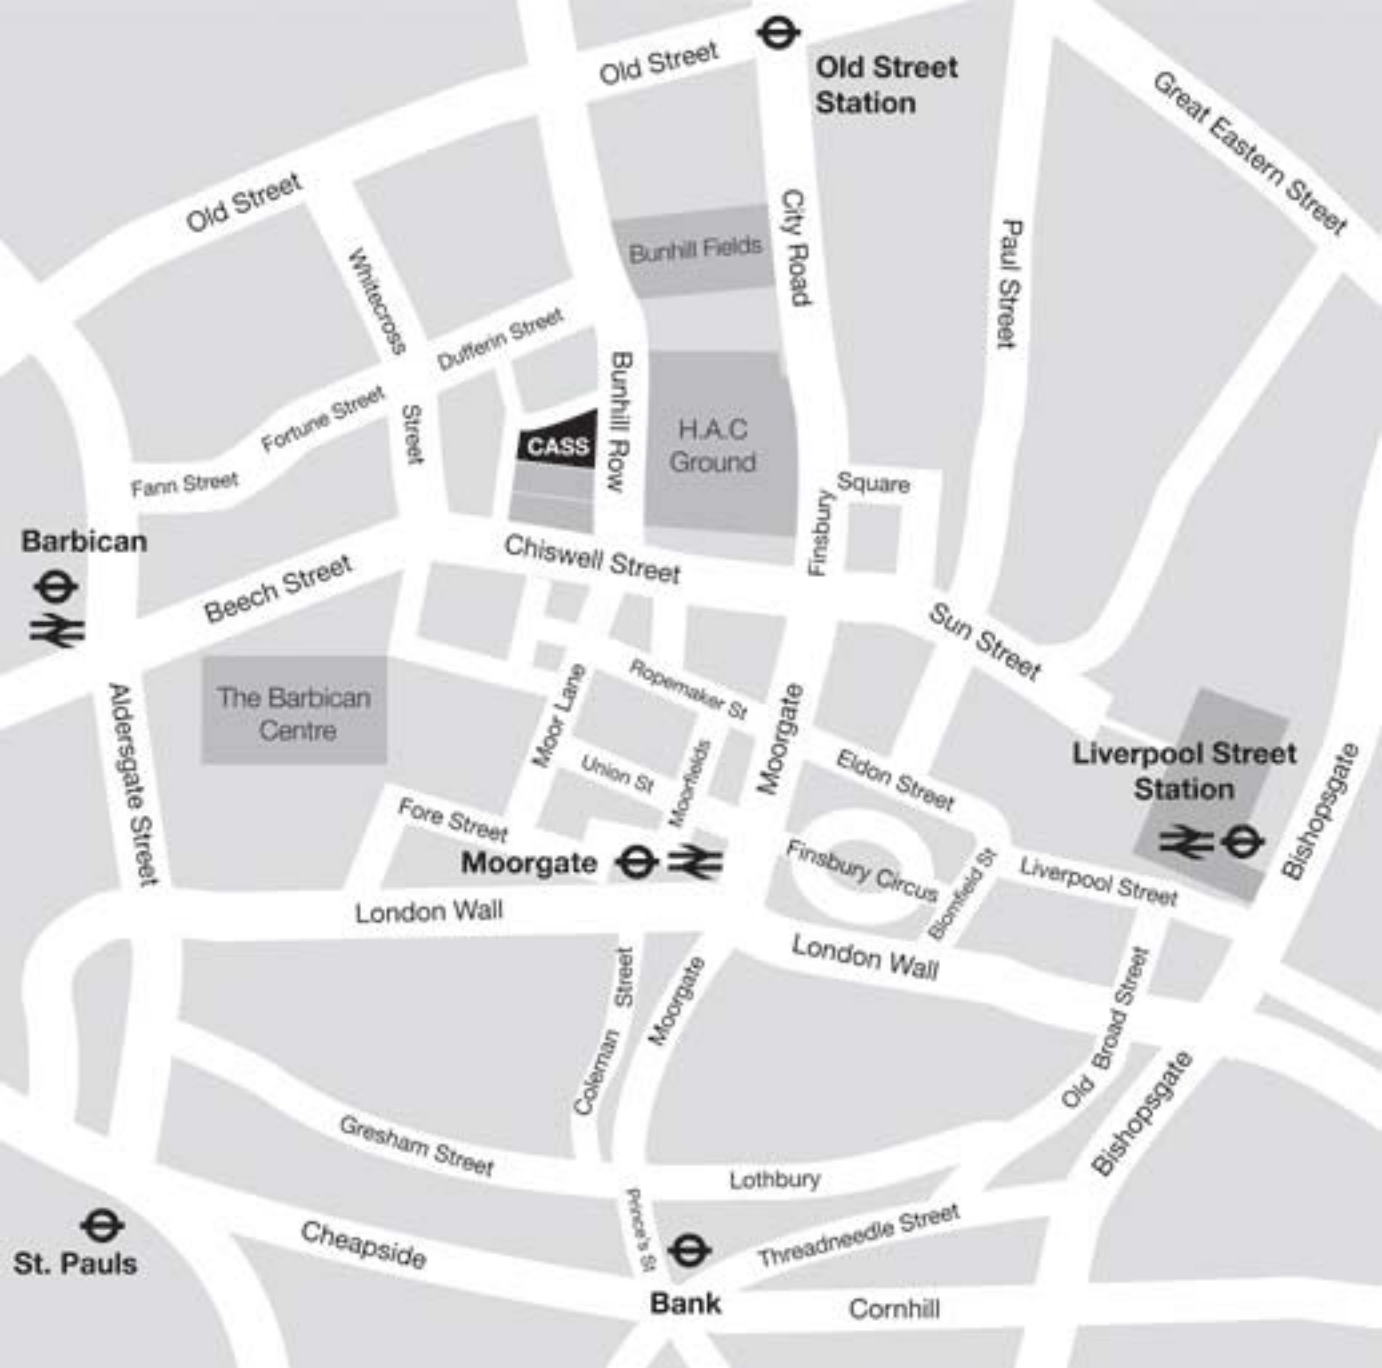 Old Street
Old Street
Station
Great Eastern Street
Old Street
City Road
Paul Street
Bunhill Fields
Whitecross
Street
Dufferin Street
Bunhill Row
Fortune Street
H.A.C
Ground
CASS
Fann Street
Square
Finsbury
Barbican
Chiswell Street
Beech Street
Sun Street
The Barbican
Centre
Aldersgate Street
Moor Lane
Ropemaker St
Moorgate
Union St
Moorfields
Eldon Street
Liverpool Street
Station
Bishopsgate
Fore Street
Moorgate
Finsbury Circus
Blomfield St
Liverpool Street
London Wall
London Wall
Coleman Street
Moorgate
Old Broad Street
Bishopsgate
Gresham Street
Lothbury
Prince's St
Threadneedle Street
St. Pauls
Cheapside
Bank
Cornhill